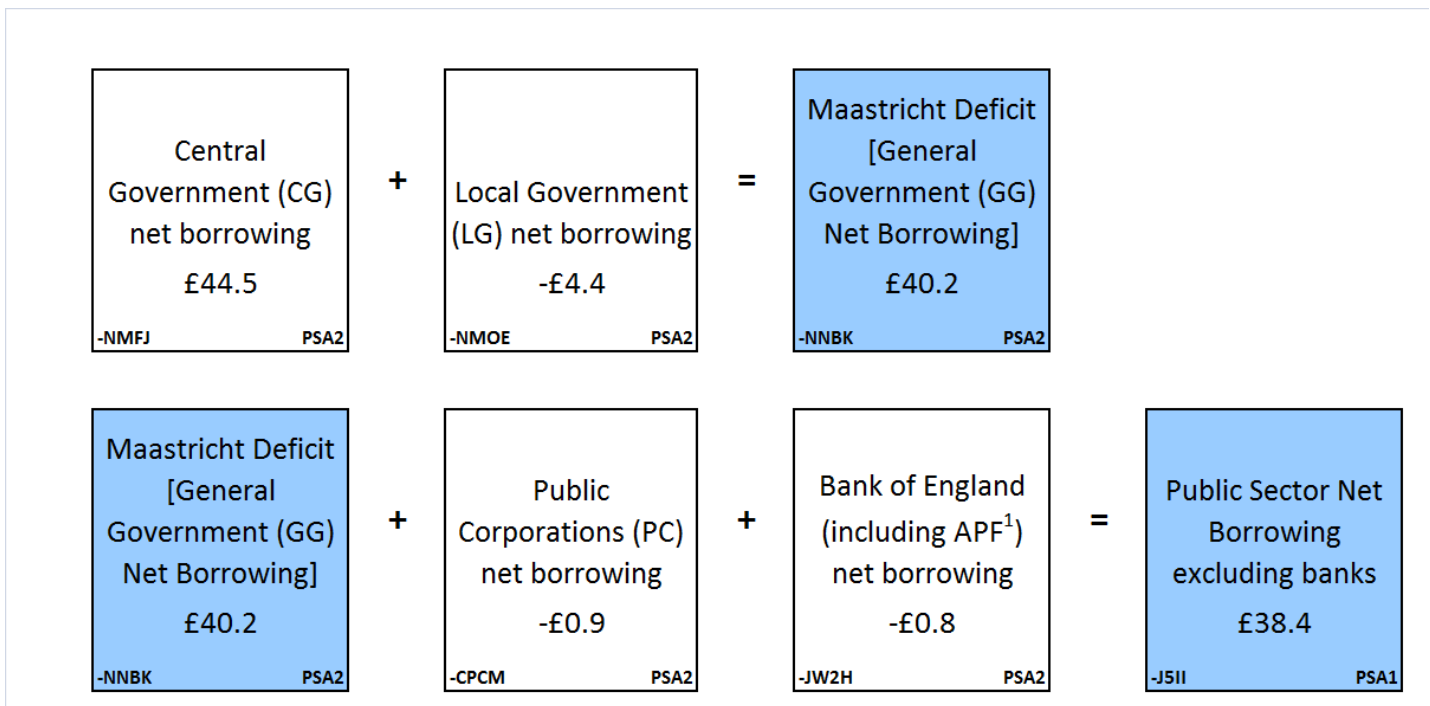 Central
Government (CG)
net borrowing
£44.5
-NMFJ PSA2
+
Local Government
(LG) net borrowing
-£4.4
-NMOE PSA2
=
Maastricht Deficit
[General
Government (GG)
Net Borrowing]
£40.2
-NNBK PSA2
Maastricht Deficit
[General
Government (GG)
Net Borrowing]
£40.2
-NNBK PSA2
+
Public
Corporations (PC)
net borrowing
-£0.9
-CPCM PSA2
+
Bank of England
(including APF¹)
net borrowing
-£0.8
-JW2H PSA2
=
Public Sector Net
Borrowing
excluding banks
£38.4
-J5II PSA1